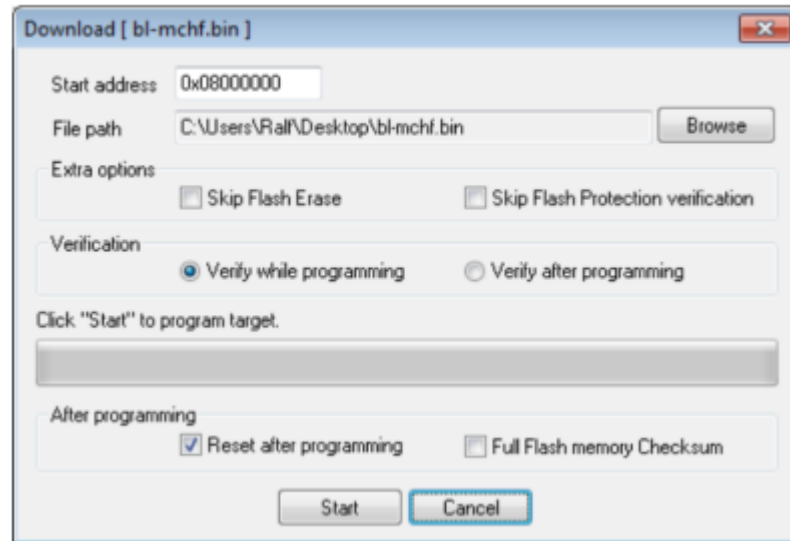 Download [ bl-mchf.bin ]
Start address 0x08000000
File path C:\Users\Ralf\Desktop\bl-mchf.bin Browse
Extra options
Skip Flash Erase Skip Flash Protection verification
Verification
Verify while programming Verify after programming
Click "Start" to program target.
After programming
Reset after programming Full Flash memory Checksum
Start Cancel